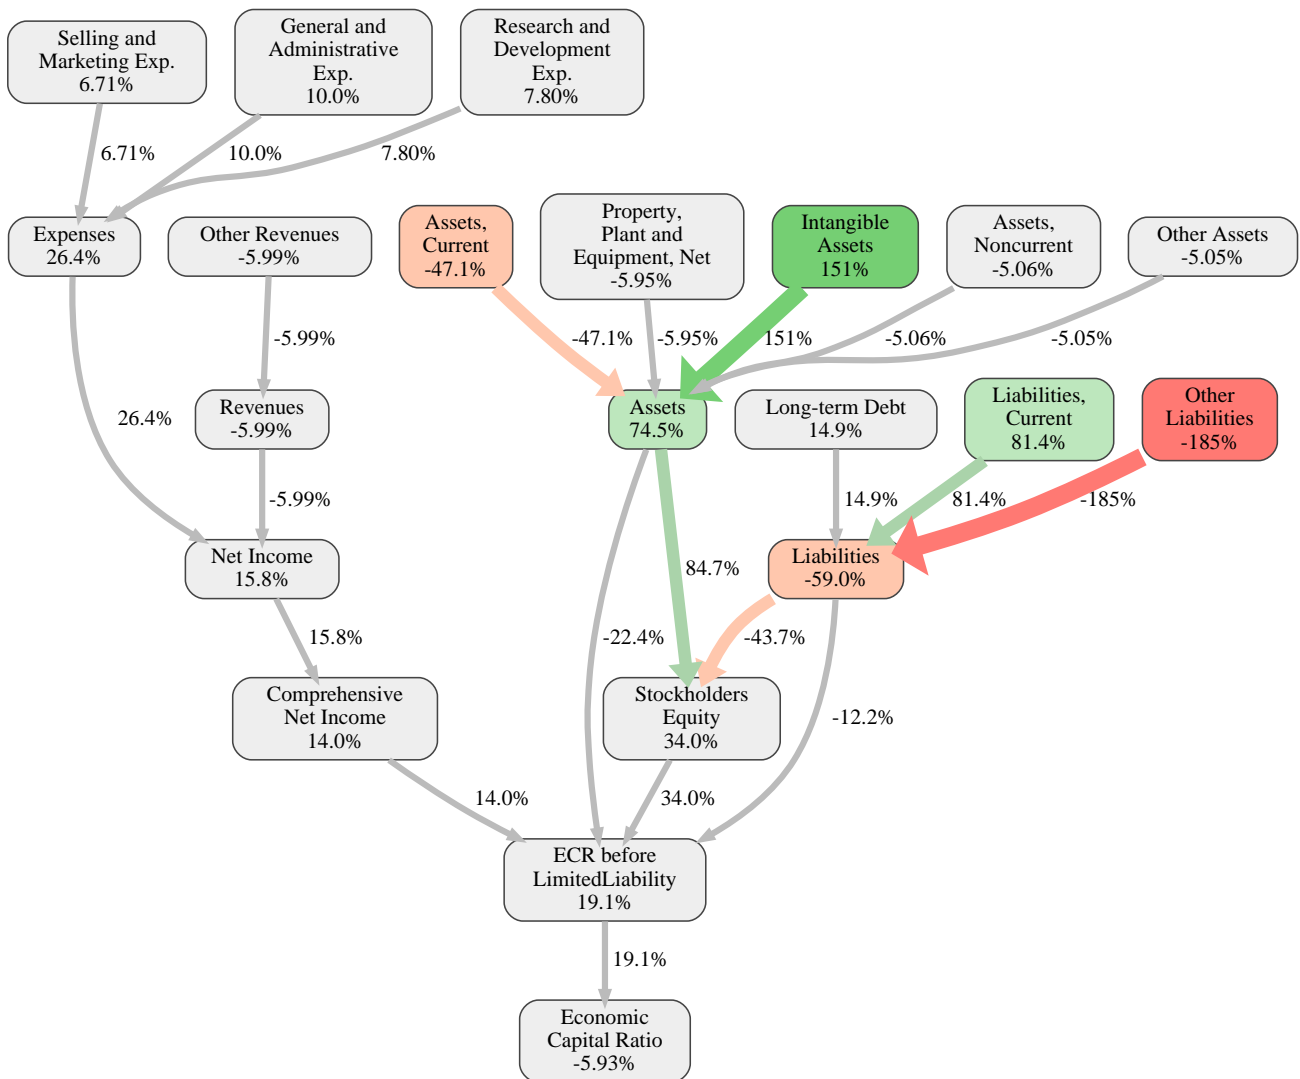 Selling and
Marketing Exp.
6.71%
General and
Administrative
Exp.
10.0%
Research and
Development
Exp.
7.80%
6.71%
10.0%
7.80%
Expenses
26.4%
Other Revenues
-5.99%
Assets,
Current
-47.1%
Property,
Plant and
Equipment, Net
-5.95%
Intangible
Assets
151%
Assets,
Noncurrent
-5.06%
Other Assets
-5.05%
-5.99%
-47.1%
-5.95%
151%
-5.06%
-5.05%
26.4%
Revenues
-5.99%
Assets
74.5%
Long-term Debt
14.9%
Liabilities,
Current
81.4%
Other
Liabilities
-185%
-5.99%
14.9%
81.4%
-185%
Net Income
15.8%
84.7%
Liabilities
-59.0%
15.8%
-22.4%
-43.7%
Comprehensive
Net Income
14.0%
Stockholders
Equity
34.0%
-12.2%
14.0%
34.0%
ECR before
LimitedLiability
19.1%
19.1%
Economic
Capital Ratio
-5.93%